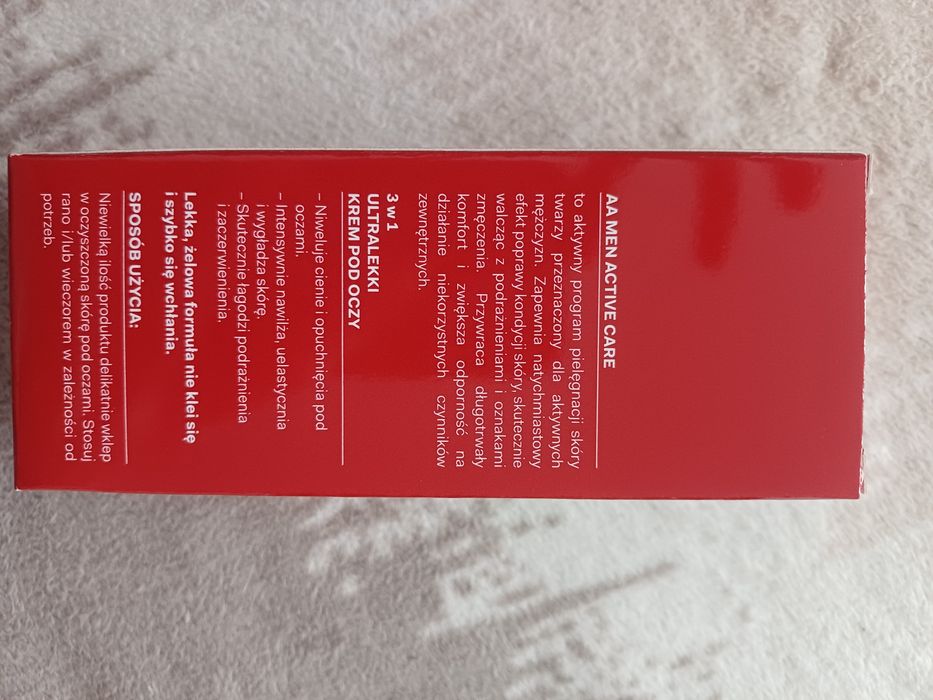 AA MEN ACTIVE CARE
to aktywny program pielęgnacji skóry
twarzy przeznaczony dla aktywnych
mężczyzn. Zapewnia natychmiastowy
efekt poprawy kondycji skóry, skutecznie
walcząc z podrażnieniami i oznakami
zmęczenia. Przywraca długotrwały
komfort i zwiększa odporność na
działanie niekorzystnych czynników
zewnętrznych.
3 w 1
ULTRALEKKI
KREM POD OCZY
– Niweluje cienie i opuchnięcia pod
oczami.
– Intensywnie nawilża, uelastycznia
i wygładza skórę.
– Skutecznie łagodzi podrażnienia
i zaczerwienienia.
Lekka, żelowa formuła nie klei się
i szybko się wchłania.
SPOSÓB UŻYCIA:
Niewielką ilość produktu delikatnie wklep
w oczyszczoną skórę pod oczami. Stosuj
rano i/lub wieczorem w zależności od
potrzeb.